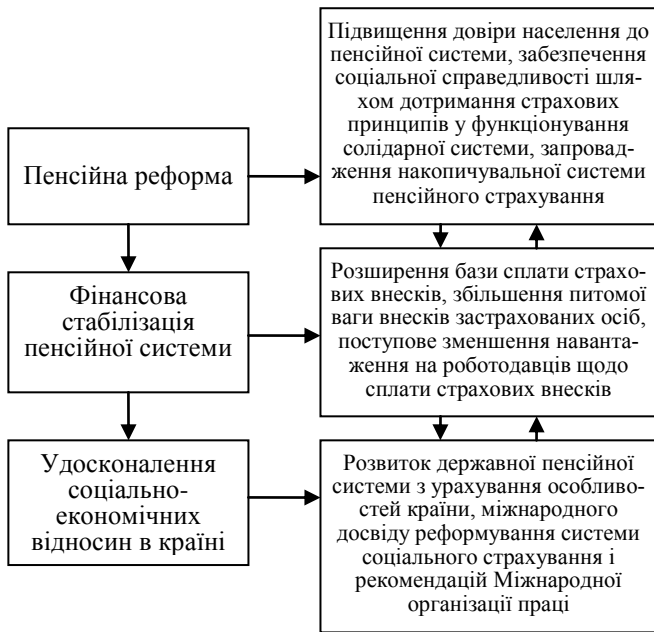 Підвищення довіри населення до
пенсійної системи, забезпечення
соціальної справедливості шля-
хом дотримання страхових
принципів у функціонування
солідарної системи, запровад-
ження накопичувальної системи
пенсійного страхування
Пенсійна реформа
Розширення бази сплати страхо-
вих внесків, збільшення питомої
ваги внесків застрахованих осіб,
поступове зменшення наванта-
ження на роботодавців щодо
сплати страхових внесків
Фінансова
стабілізація
пенсійної системи
Удосконалення
соціально-
економічних
відносин в країні
Розвиток державної пенсійної
системи з урахування особливо-
стей країни, міжнародного
досвіду реформування системи
соціального страхування і
рекомендацій Міжнародної
організації праці